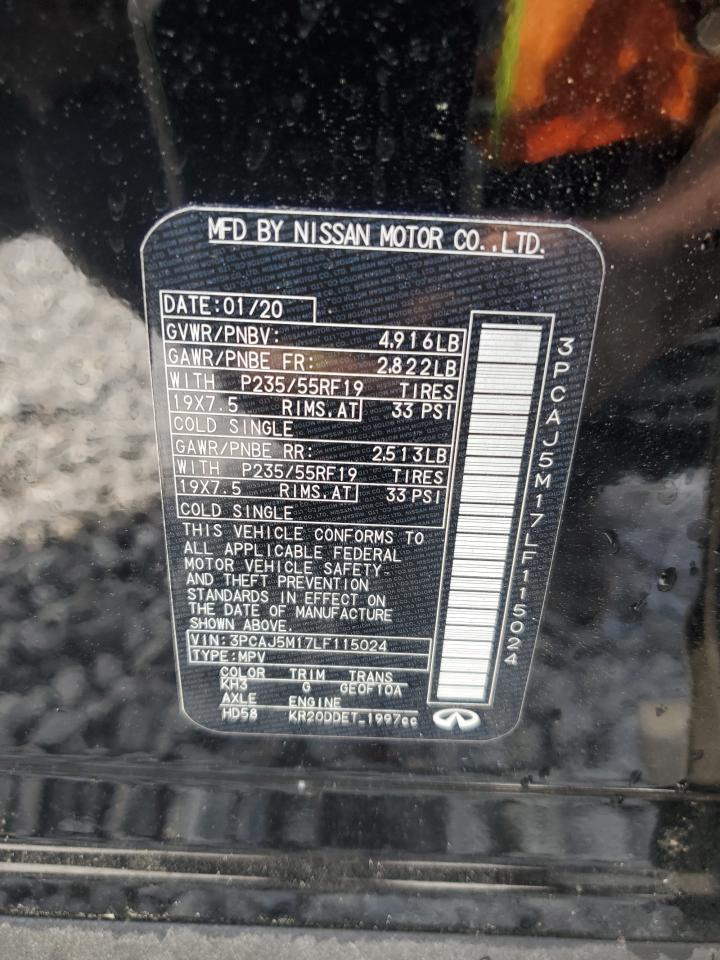 MFD BY NISSAN MOTOR CO.,LTD.
DATE:01/20
GVWR/PNBV: 4,916LB
GAWR/PNBE FR: 2,822LB
WITH P235/55RF19 TIRES
19X7.5 RIMS,AT 33 PSI
COLD SINGLE
GAWR/PNBE RR: 2,513LB
WITH P235/55RF19 TIRES
19X7.5 RIMS,AT 33 PSI
COLD SINGLE
THIS VEHICLE CONFORMS TO
ALL APPLICABLE FEDERAL
MOTOR VEHICLE SAFETY
AND THEFT PREVENTION
STANDARDS IN EFFECT ON
THE DATE OF MANUFACTURE
SHOWN ABOVE.
VIN:3PCAJ5M17LF115024
TYPE:MPV
COLOR TRIM TRANS
KH3 G GE0F10A
AXLE ENGINE
HD58 KR20DDET 1997cc
3PCAJ5M17LF115024